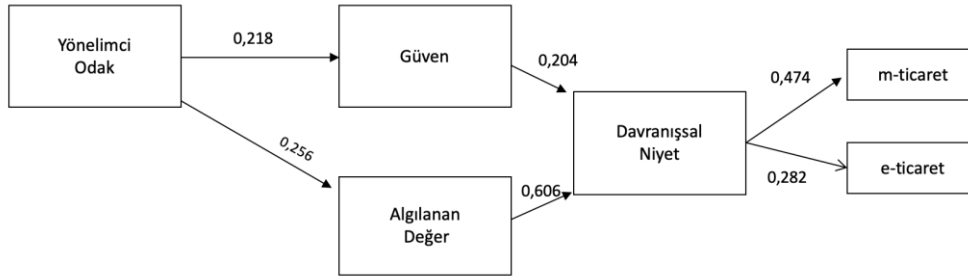 Yönelimci
Odak
0,218
Güven
0,204
0,256
Algılanan
Değer
0,606
Davranışsal
Niyet
0,474
m-ticaret
0,282
e-ticaret